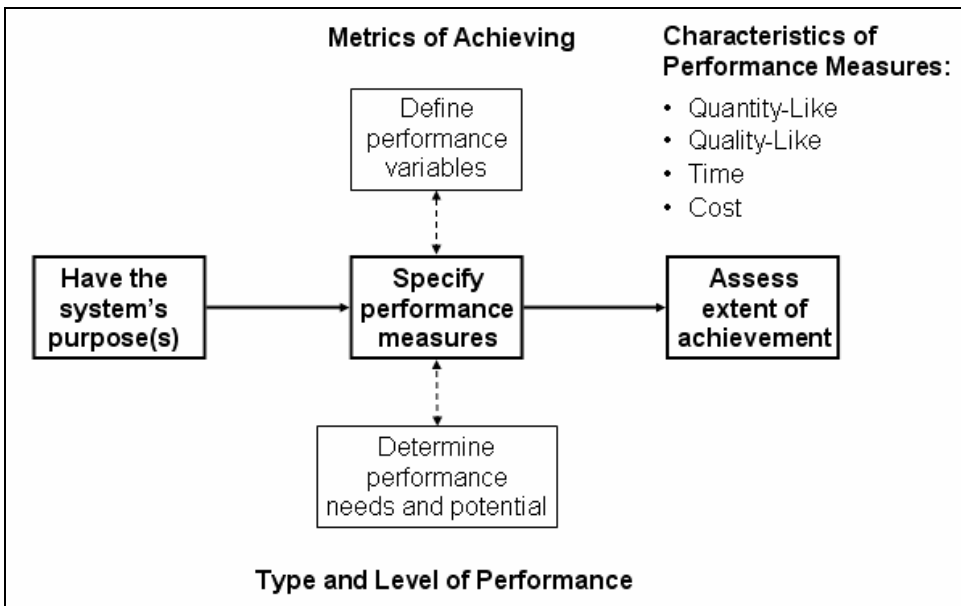 Metrics of Achieving
Characteristics of
Performance Measures:
• Quantity-Like
• Quality-Like
• Time
• Cost
Define
performance
variables
Have the
system's
purpose(s)
Specify
performance
measures
Assess
extent of
achievement
Determine
performance
needs and potential
Type and Level of Performance